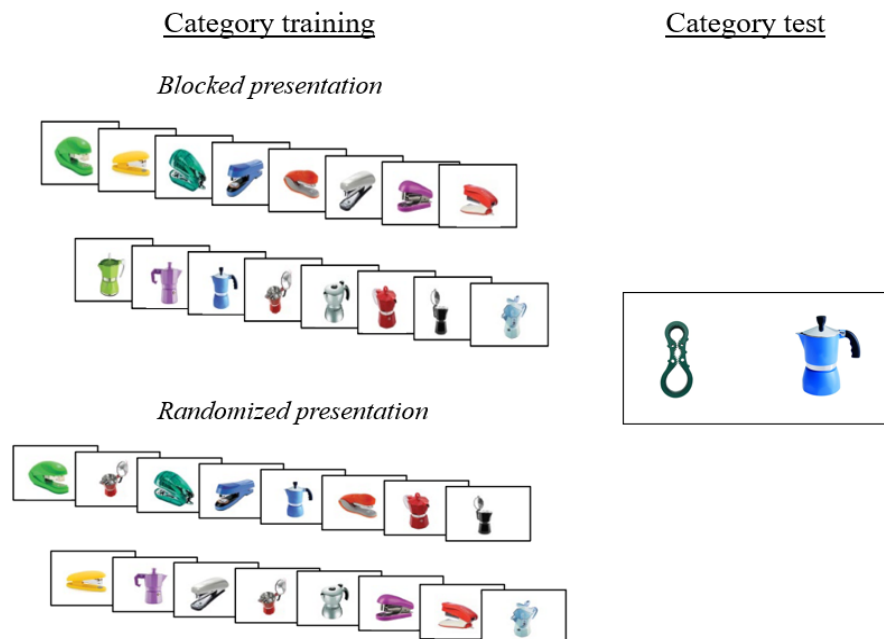 Category training
Category test
Blocked presentation
Randomized presentation